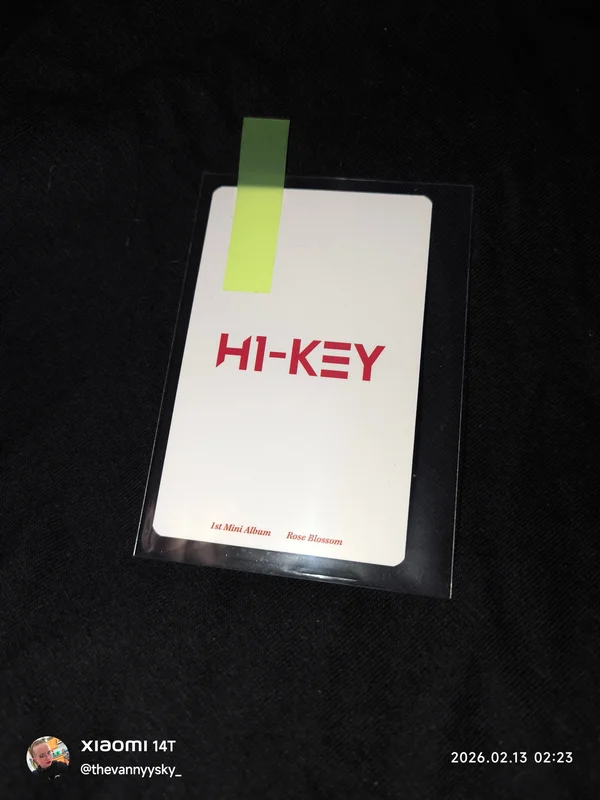 H1-KEY
1st Mini Album Rose Blossom
XIAOMI 14T
@thevannyysky_
2026.02.13 02:23